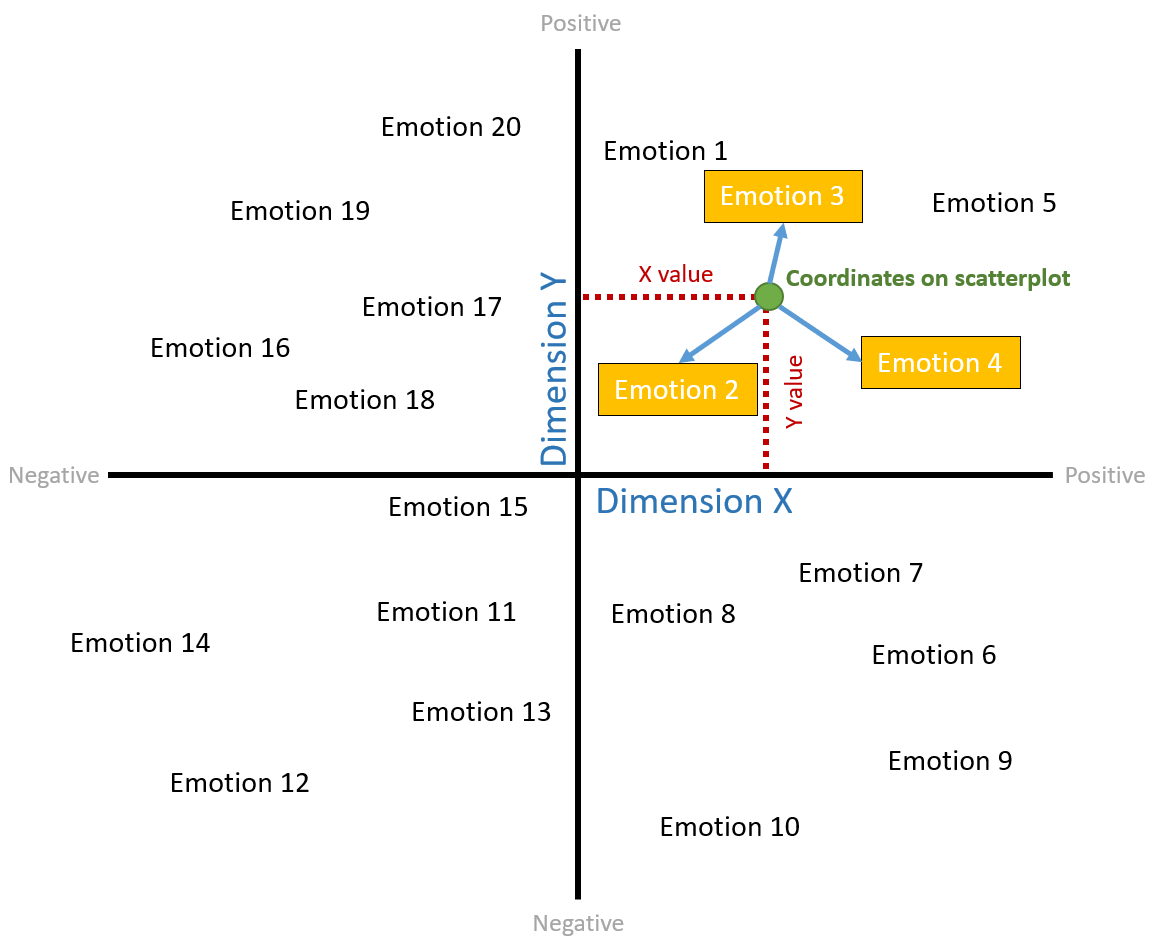 Positive
Emotion 20
Emotion 1
Emotion 3
Emotion 5
Emotion 19
X value
Coordinates on scatterplot
Emotion 17
Emotion 16
Dimension Y
Emotion 4
Emotion 2
Y value
Emotion 18
Negative
Positive
Dimension X
Emotion 15
Emotion 7
Emotion 11
Emotion 8
Emotion 14
Emotion 6
Emotion 13
Emotion 9
Emotion 12
Emotion 10
Negative